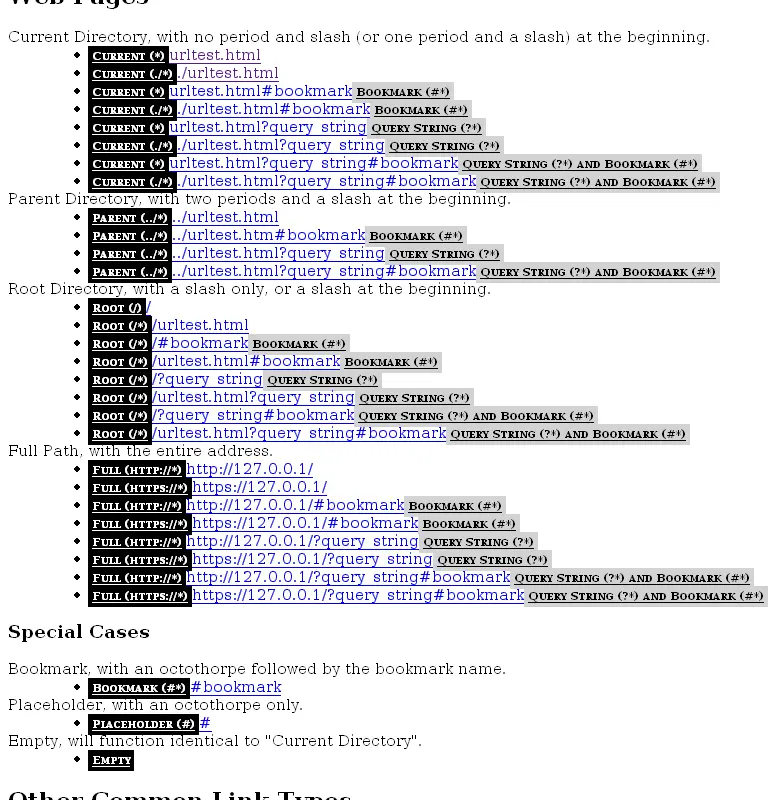 Web Pages
Current Directory, with no period and slash (or one period and a slash) at the beginning.
Current (*) urltest.html
Current (./*) ./urltest.html
Current (*) urltest.html#bookmark Bookmark (#*)
Current (./*) ./urltest.html#bookmark Bookmark (#*)
Current (*) urltest.html?query_string Query String (?*)
Current (./*) ./urltest.html?query_string Query String (?*)
Current (*) urltest.html?query_string#bookmark Query String (?*) and Bookmark (#*)
Current (./*) ./urltest.html?query_string#bookmark Query String (?*) and Bookmark (#*)
Parent Directory, with two periods and a slash at the beginning.
Parent (../*) ../urltest.html
Parent (../*) ../urltest.htm#bookmark Bookmark (#*)
Parent (../*) ../urltest.html?query_string Query String (?*)
Parent (../*) ../urltest.html?query_string#bookmark Query String (?*) and Bookmark (#*)
Root Directory, with a slash only, or a slash at the beginning.
Root (/) /
Root (/*) /urltest.html
Root (/*) /#bookmark Bookmark (#*)
Root (/*) /urltest.html#bookmark Bookmark (#*)
Root (/*) /?query_string Query String (?*)
Root (/*) /urltest.html?query_string Query String (?*)
Root (/*) /?query_string#bookmark Query String (?*) and Bookmark (#*)
Root (/*) /urltest.html?query_string#bookmark Query String (?*) and Bookmark (#*)
Full Path, with the entire address.
Full (http://*) http://127.0.0.1/
Full (https://*) https://127.0.0.1/
Full (http://*) http://127.0.0.1/#bookmark Bookmark (#*)
Full (https://*) https://127.0.0.1/#bookmark Bookmark (#*)
Full (http://*) http://127.0.0.1/?query_string Query String (?*)
Full (https://*) https://127.0.0.1/?query_string Query String (?*)
Full (http://*) http://127.0.0.1/?query_string#bookmark Query String (?*) and Bookmark (#*)
Full (https://*) https://127.0.0.1/?query_string#bookmark Query String (?*) and Bookmark (#*)
Special Cases
Bookmark, with an octothorpe followed by the bookmark name.
Bookmark (#*) #bookmark
Placeholder, with an octothorpe only.
Placeholder (#) #
Empty, will function identical to "Current Directory".
Empty
Other Common Link Types